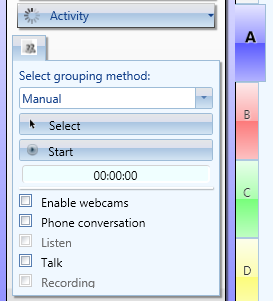 Activity
Select grouping method:
Manual
Select
Start
00:00:00
Enable webcams
Phone conversation
Listen
Talk
Recording
A
B
C
D